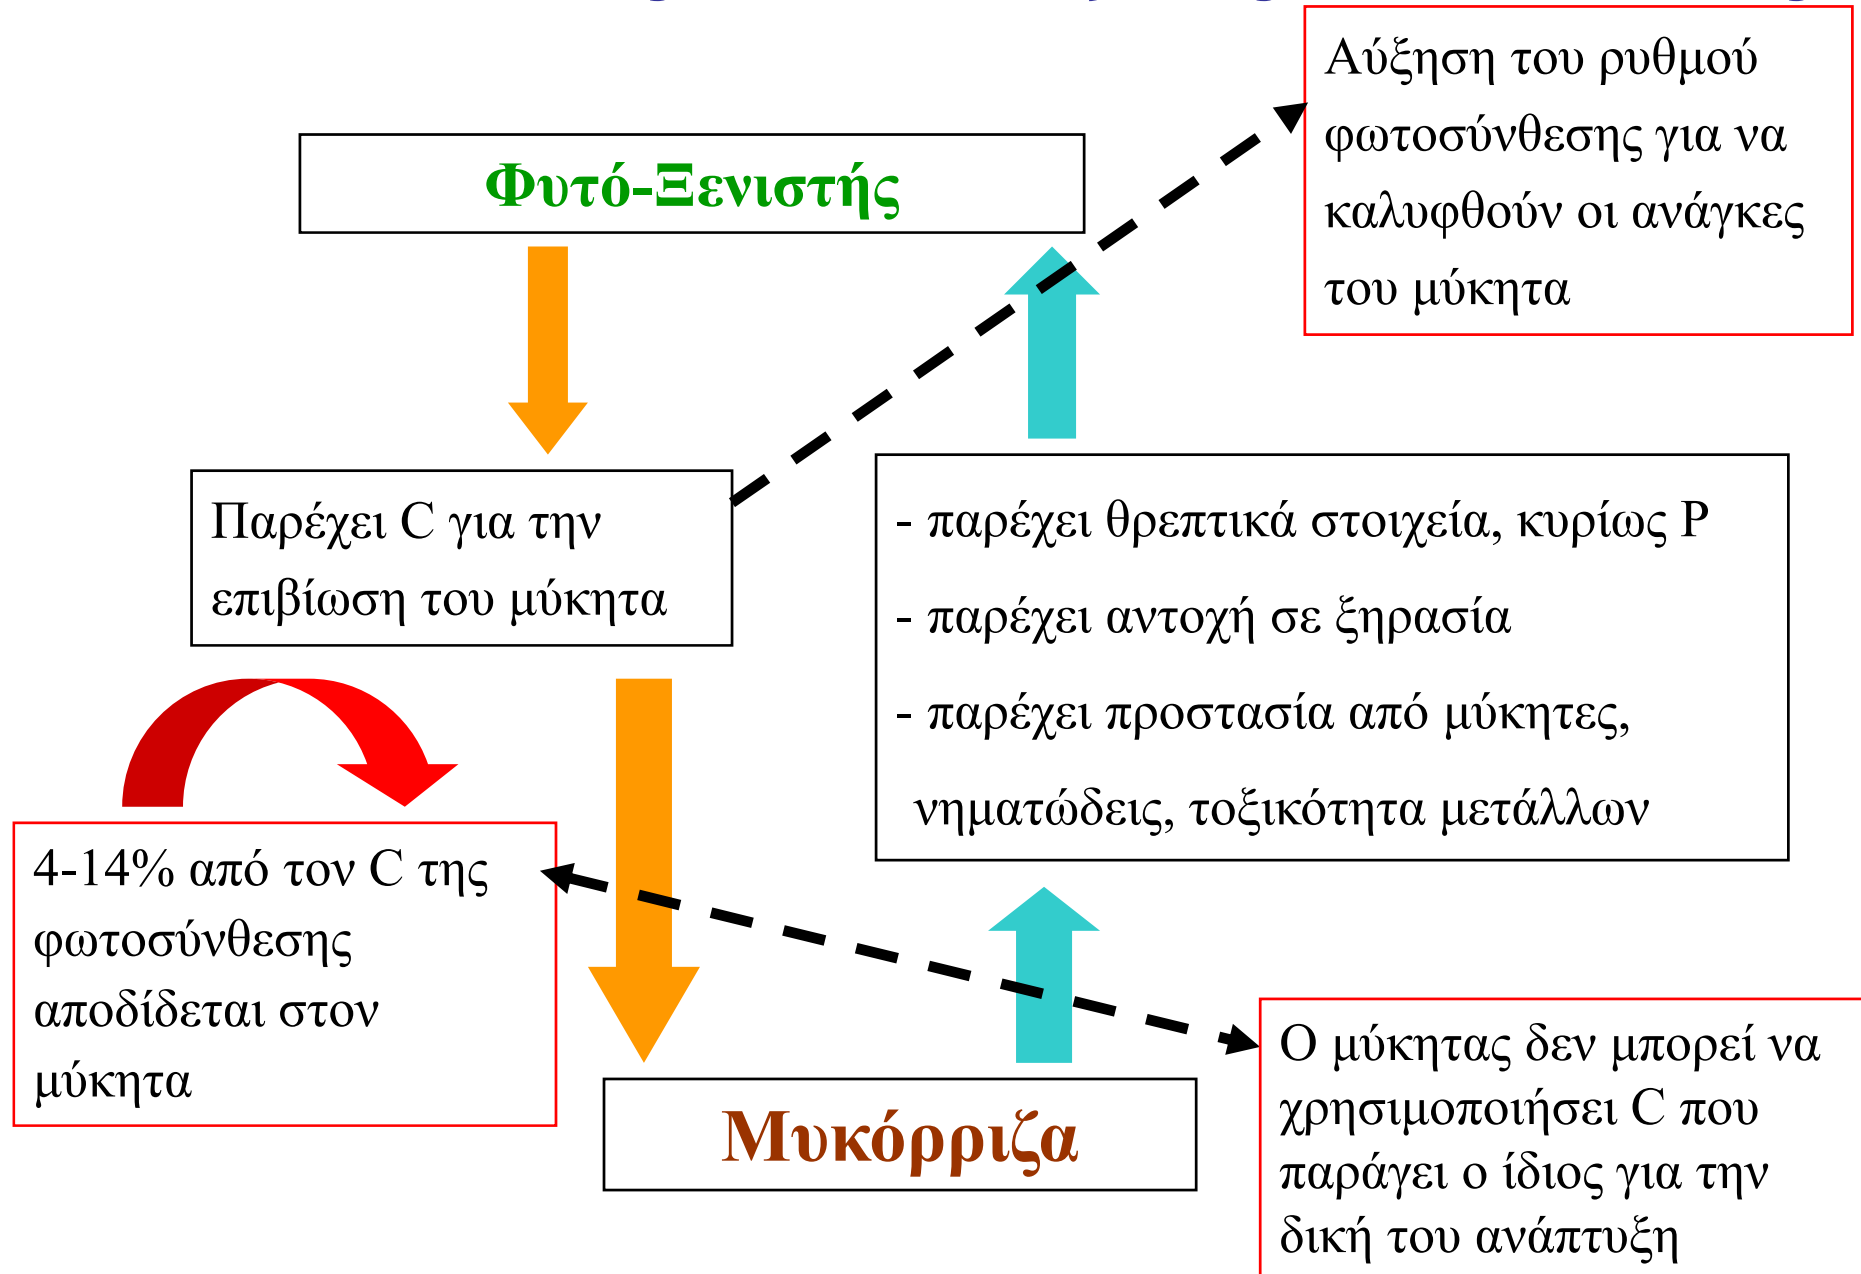 Αύξηση του ρυθμού
φωτοσύνθεσης για να
καλυφθούν οι ανάγκες
του μύκητα
Φυτό-Ξενιστής
Παρέχει C για την
επιβίωση του μύκητα
- παρέχει θρεπτικά στοιχεία, κυρίως P
- παρέχει αντοχή σε ξηρασία
- παρέχει προστασία από μύκητες,
νηματώδεις, τοξικότητα μετάλλων
4-14% από τον C της
φωτοσύνθεσης
αποδίδεται στον
μύκητα
Μυκόρριζα
Ο μύκητας δεν μπορεί να
χρησιμοποιήσει C που
παράγει ο ίδιος για την
δική του ανάπτυξη